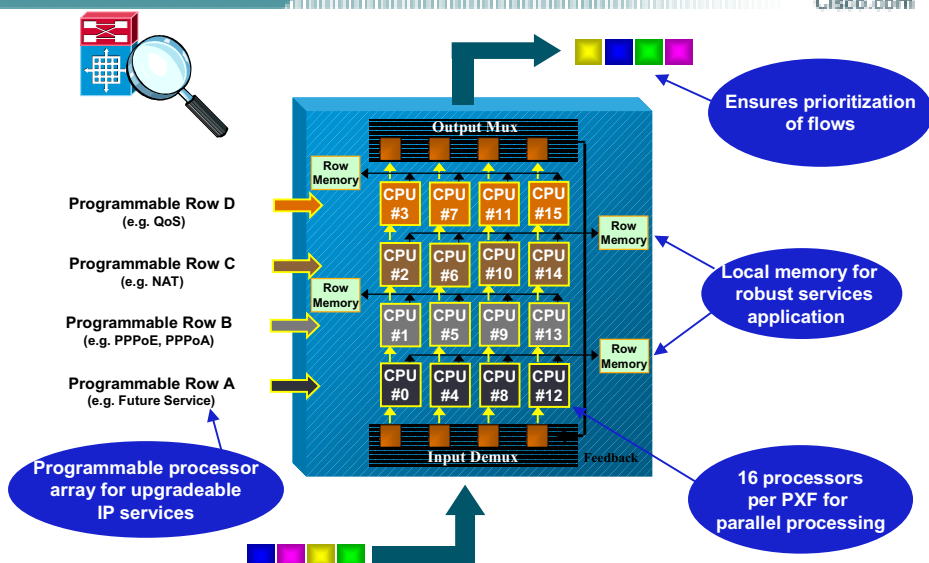 Cisco.com
Ensures prioritization
of flows
Output Mux
Row
Memory
CPU
#3
CPU
#7
CPU
#11
CPU
#15
Programmable Row D
(e.g. QoS)
Row
Memory
CPU
#2
CPU
#6
CPU
#10
CPU
#14
Programmable Row C
(e.g. NAT)
Local memory for
robust services
application
Row
Memory
CPU
#1
CPU
#5
CPU
#9
CPU
#13
Programmable Row B
(e.g. PPPoE, PPPoA)
Row
Memory
CPU
#0
CPU
#4
CPU
#8
CPU
#12
Programmable Row A
(e.g. Future Service)
Input Demux
Feedback
Programmable processor
array for upgradeable
IP services
16 processors
per PXF for
parallel processing